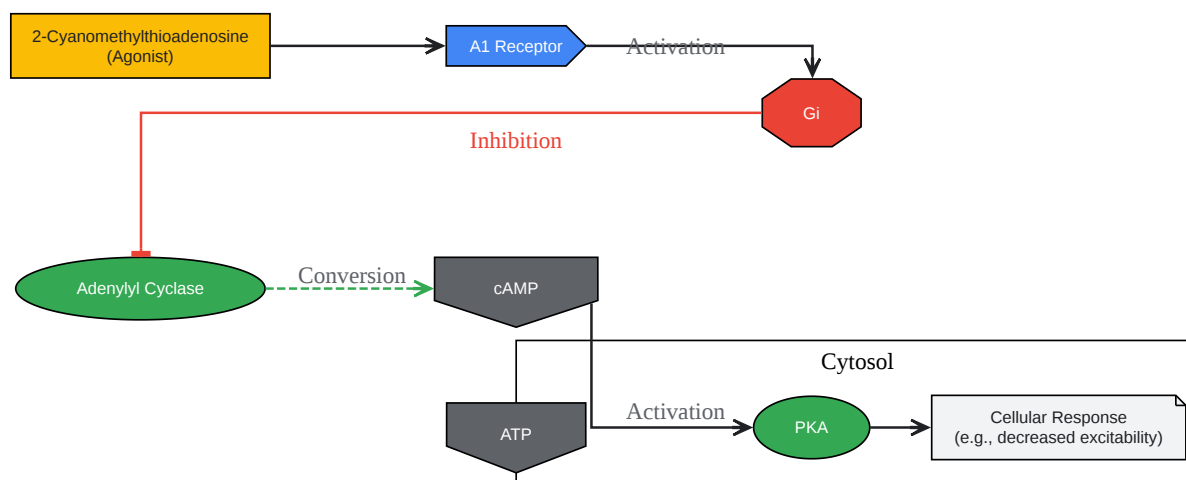 2-Cyanomethylthioadenosine
(Agonist)
A1 Receptor
Activation
Gi
Inhibition
Adenylyl Cyclase
Conversion
cAMP
Cytosol
ATP
Activation
PKA
Cellular Response
(e.g., decreased excitability)